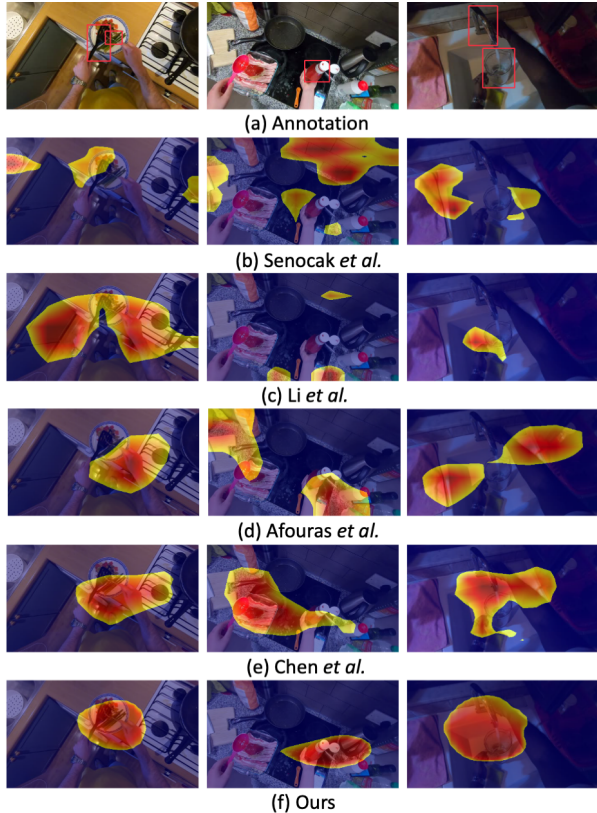 (a) Annotation
(b) Senocak et al.
(c) Li et al.
(d) Afouras et al.
(e) Chen et al.
(f) Ours